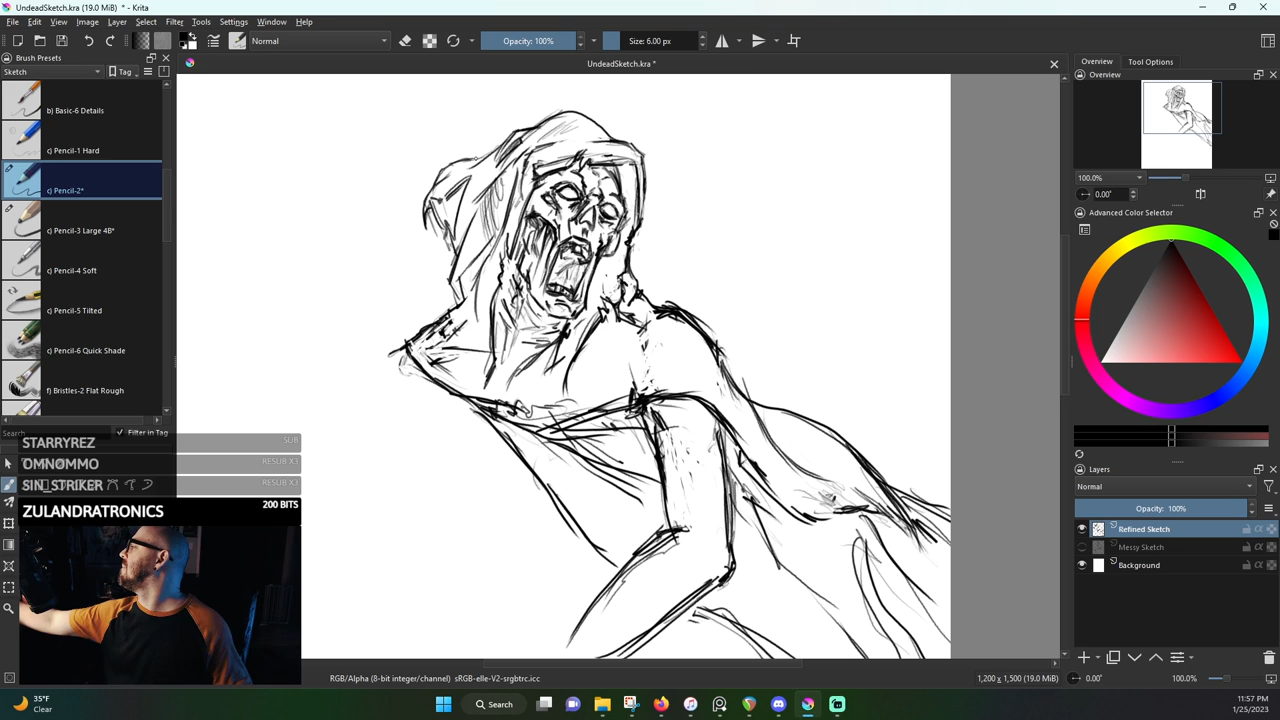 UndeadSketch.kra (19.0 MiB) * - Krita
File Edit View Image Layer Select Filter Tools Settings Window Help
Normal Opacity: 100% Size: 6.00 px
Brush Presets
Sketch Tag
b) Basic-6 Details
c) Pencil-1 Hard
c) Pencil-2*
c) Pencil-3 Large 4B*
c) Pencil-4 Soft
c) Pencil-5 Tilted
c) Pencil-6 Quick Shade
f) Bristles-2 Flat Rough
Search Filter in Tag
STARRYREZ SUB
OMNOMMO RESUB X3
SIN_STRIKER RESUB X3
ZULANDRATRONICS 200 BITS
UndeadSketch.kra *
Overview Tool Options
Overview
100.0%
0.00°
Advanced Color Selector
Layers
Normal
Opacity: 100%
Refined Sketch
Messy Sketch
Background
RGB/Alpha (8-bit integer/channel) sRGB-elle-V2-srgbtrc.icc 1,200 x 1,500 (19.0 MiB) 0.00° 100.0%
35°F
Clear
Search
11:57 PM
1/25/2023